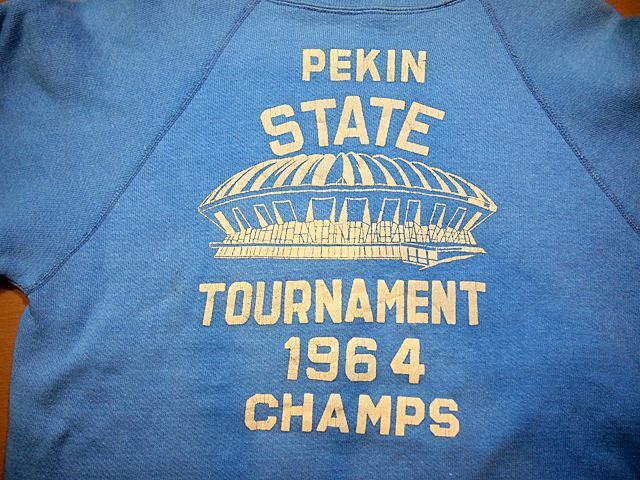 PEKIN
STATE
TOURNAMENT
1964
CHAMPS